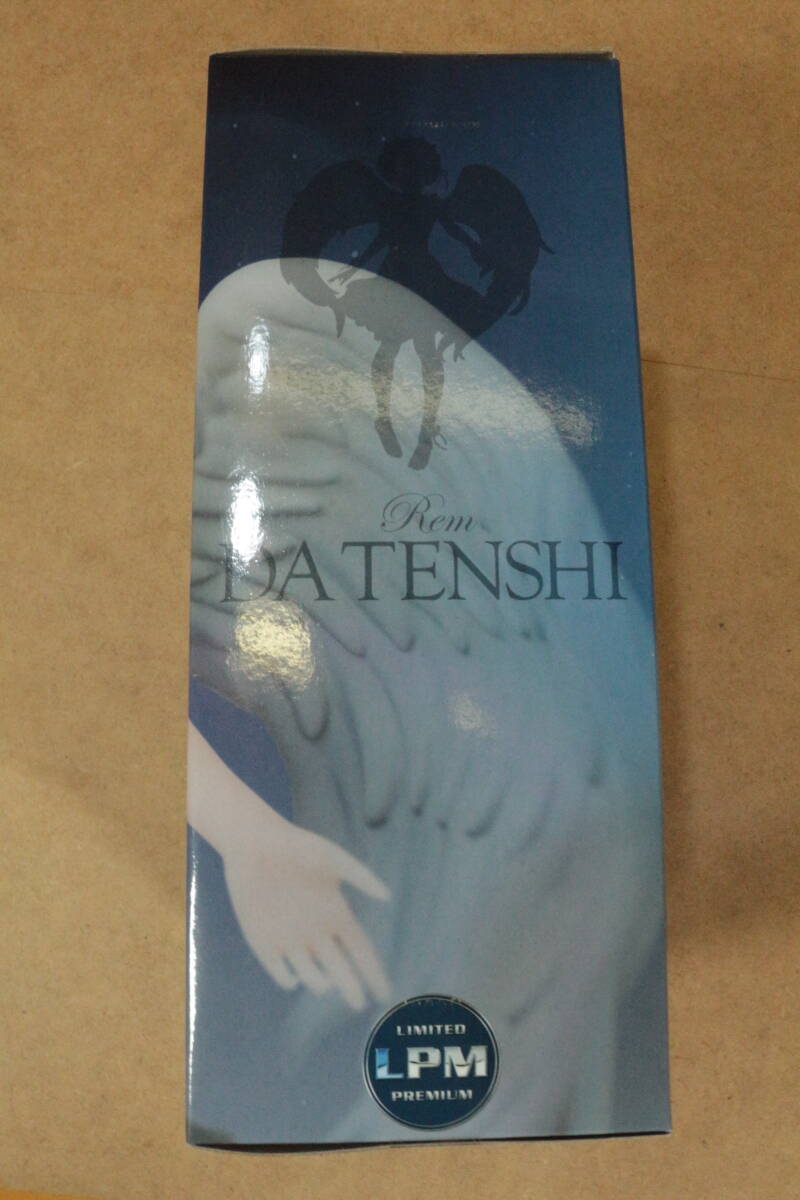 Rem
DATENSHI
LIMITED
LPM
PREMIUM